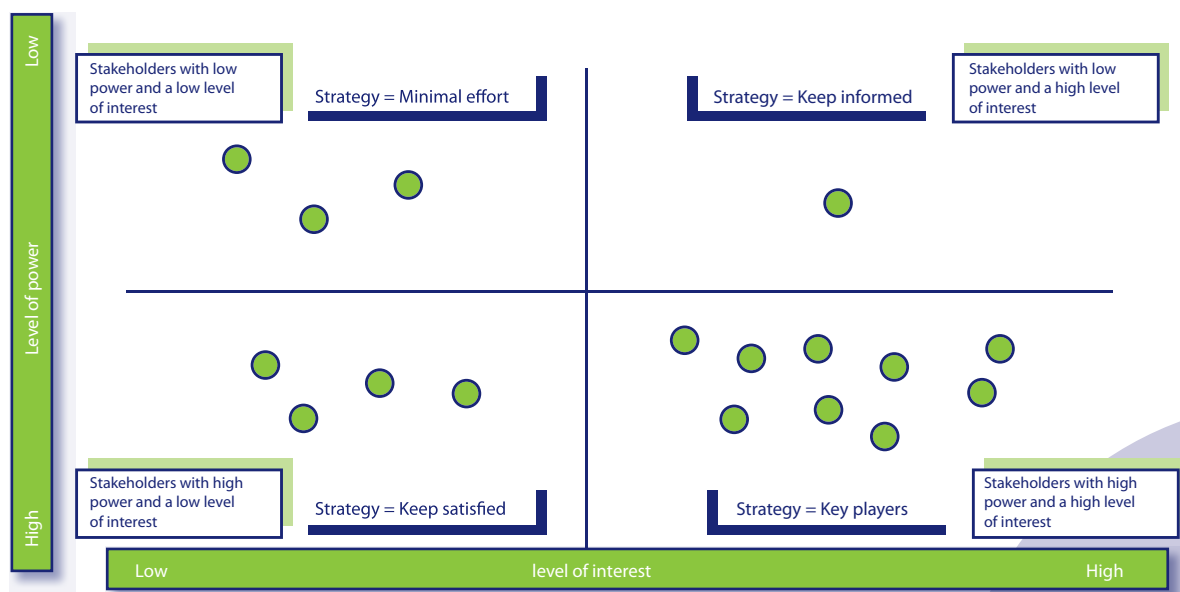 Low
Level of power
High
Stakeholders with low
power and a low level
of interest
Strategy = Minimal effort
Strategy = Keep informed
Stakeholders with low
power and a high level
of interest
Stakeholders with high
power and a low level
of interest
Strategy = Keep satisfied
Strategy = Key players
Stakeholders with high
power and a high level
of interest
Low
level of interest
High